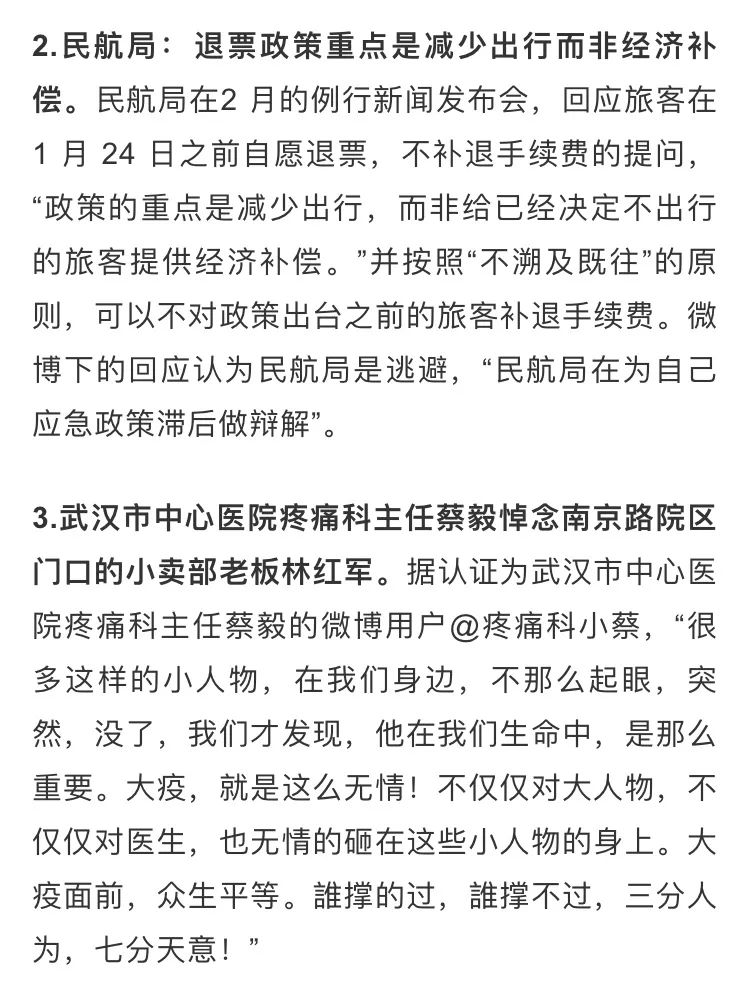 2.民航局：退票政策重点是减少出行而非经济补
偿。民航局在2 月的例行新闻发布会，回应旅客在
1 月 24 日之前自愿退票，不补退手续费的提问，
“政策的重点是减少出行，而非给已经决定不出行
的旅客提供经济补偿。”并按照“不溯及既往”的原
则，可以不对政策出台之前的旅客补退手续费。微
博下的回应认为民航局是逃避，“民航局在为自己
应急政策滞后做辩解”。
3.武汉市中心医院疼痛科主任蔡毅悼念南京路院区
门口的小卖部老板林红军。据认证为武汉市中心医
院疼痛科主任蔡毅的微博用户@疼痛科小蔡，“很
多这样的小人物，在我们身边，不那么起眼，突
然，没了，我们才发现，他在我们生命中，是那么
重要。大疫，就是这么无情！不仅仅对大人物，不
仅仅对医生，也无情的砸在这些小人物的身上。大
疫面前，众生平等。誰撑的过，誰撑不过，三分人
为，七分天意！”